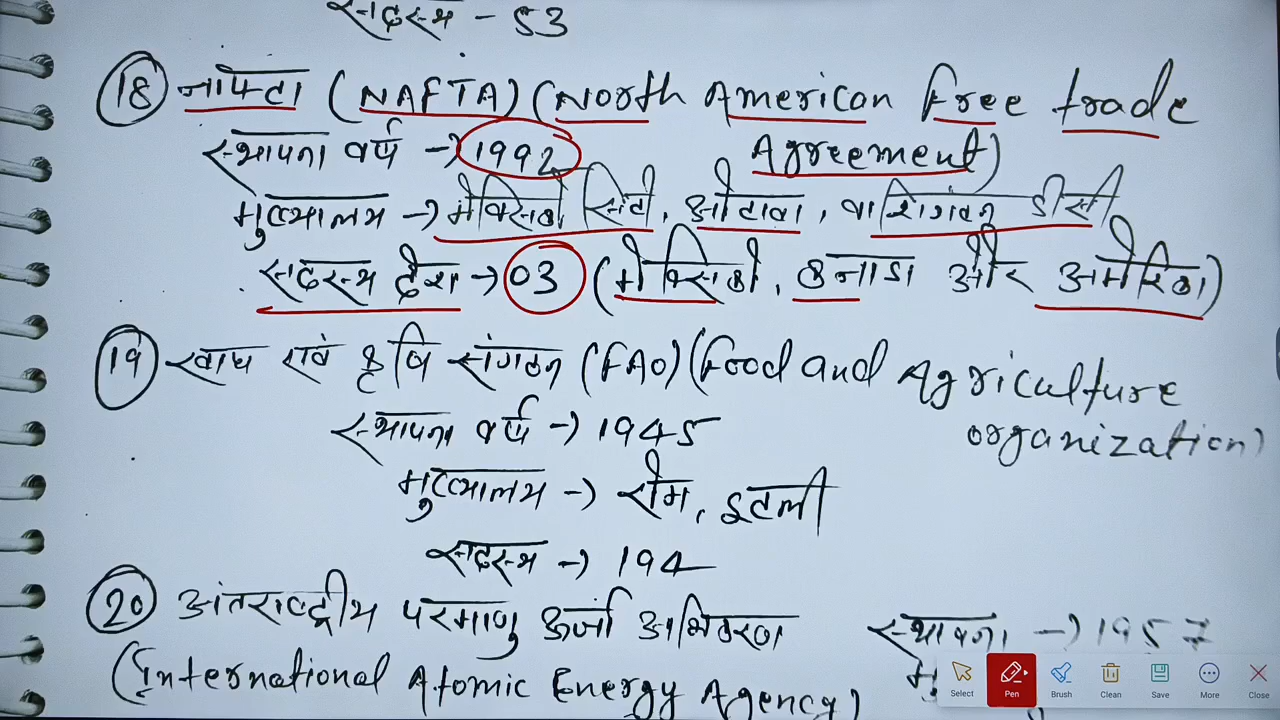 सदस्य - 53
18 नाफ्टा (NAFTA) (North American Free trade Agreement)
स्थापना वर्ष → 1992
मुख्यालय → मेक्सिको सिटी, ओटावा, वाशिंगटन डीसी
सदस्य देश → 03 (मेक्सिको, कनाडा और अमेरिका)
19 खाद्य एवं कृषि संगठन (FAO) (Food and Agriculture organization)
स्थापना वर्ष → 1945
मुख्यालय → रोम, इटली
सदस्य → 194
20 अंतरराष्ट्रीय परमाणु ऊर्जा अभिकरण
स्थापना → 1957
(International Atomic Energy Agency)
Select Pen Brush Clean Save More Close